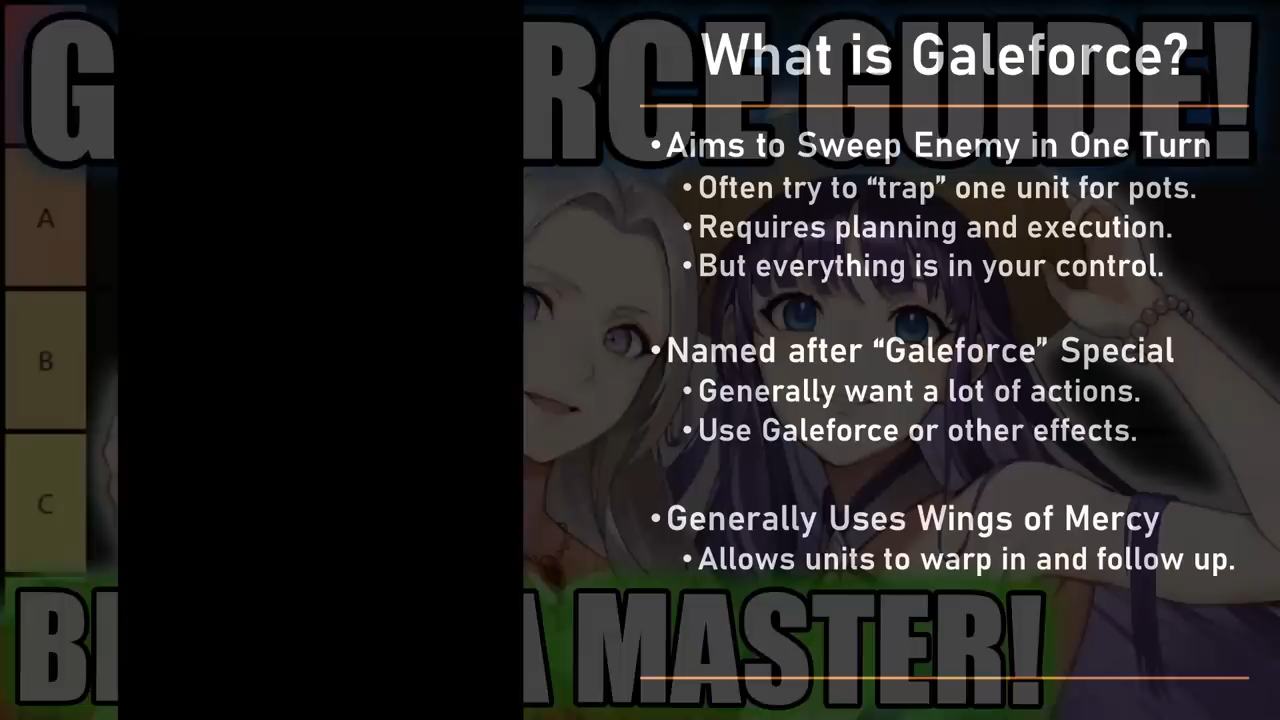 What is Galeforce?
•Aims to Sweep Enemy in One Turn
•Often try to “trap” one unit for pots.
•Requires planning and execution.
•But everything is in your control.
•Named after “Galeforce” Special
•Generally want a lot of actions.
•Use Galeforce or other effects.
•Generally Uses Wings of Mercy
•Allows units to warp in and follow up.
A
B
C
GUIDE!
A MASTER!